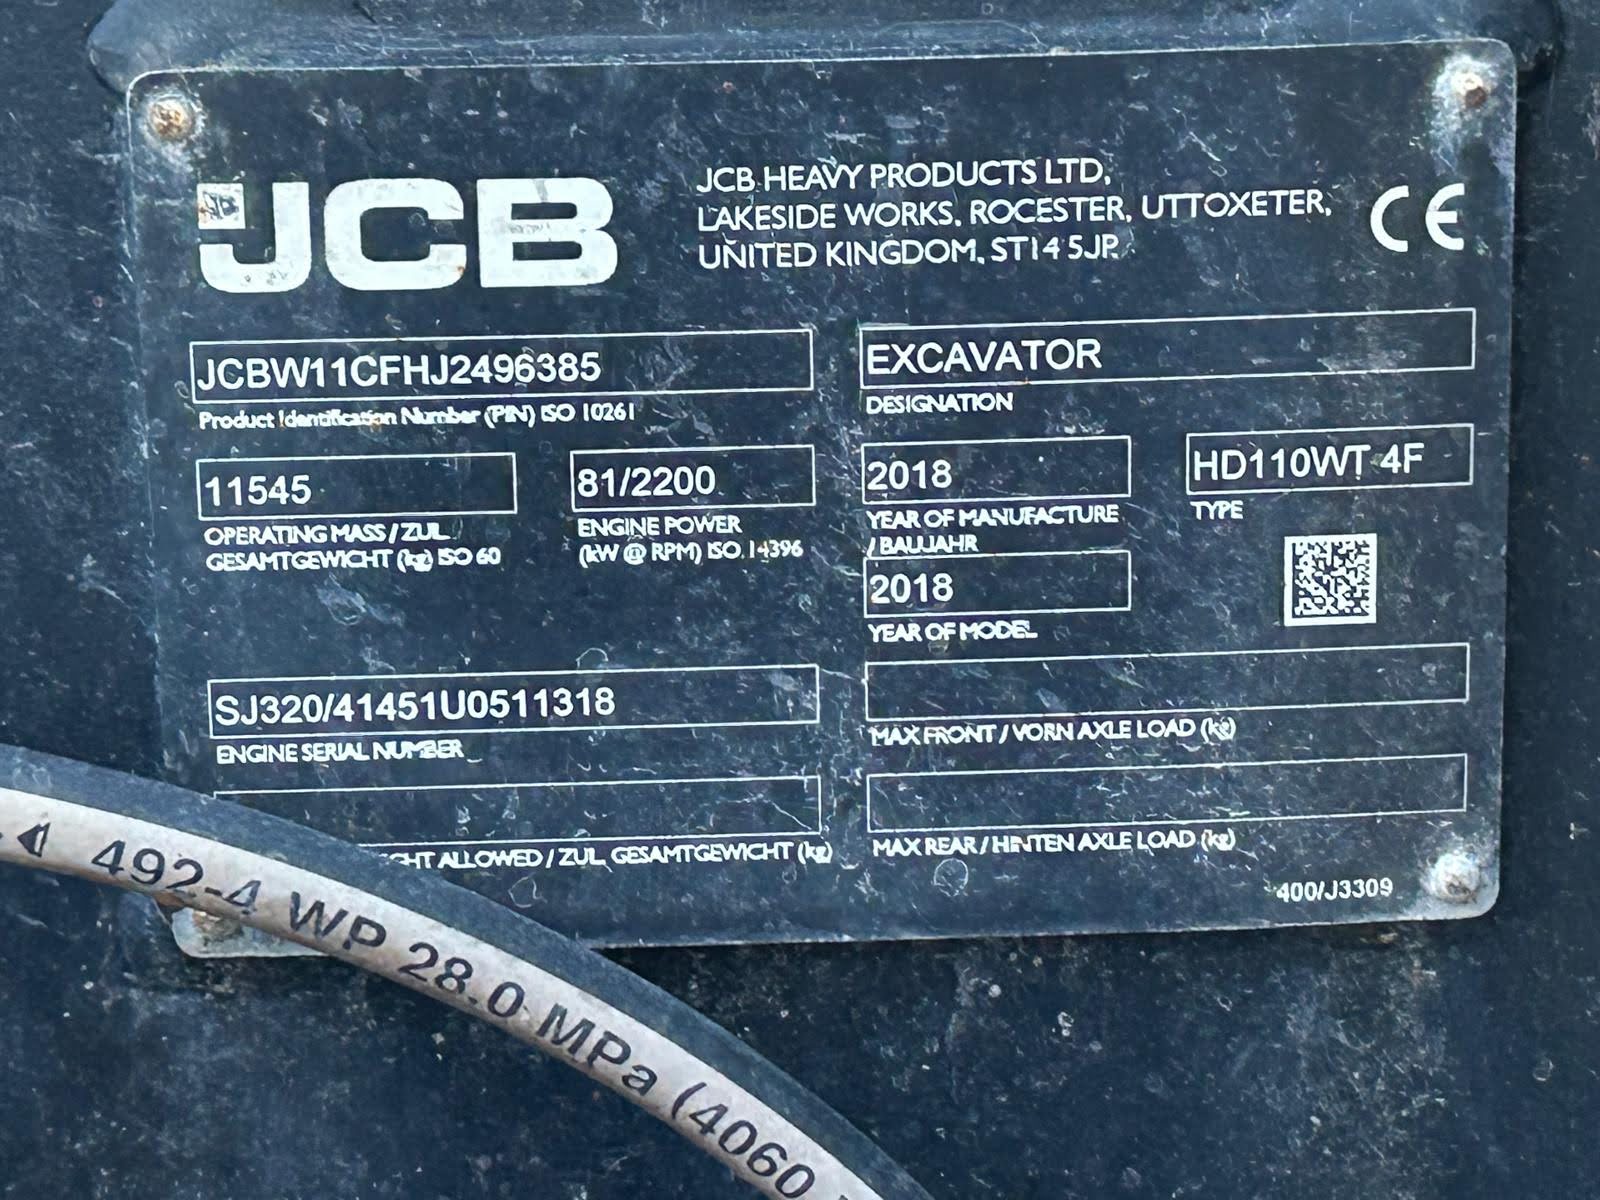 JCB
JCB HEAVY PRODUCTS LTD,
LAKESIDE WORKS, ROCESTER, UTTOXETER,
UNITED KINGDOM, ST14 5JP.
CE
JCBW11CFHJ2496385
Product Identification Number (PIN) ISO 10261
EXCAVATOR
DESIGNATION
11545
OPERATING MASS / ZUL.
GESAMTGEWICHT (kg) ISO 60
81/2200
ENGINE POWER
(kW @ RPM) ISO. 14396
2018
YEAR OF MANUFACTURE
/ BAUJAHR
HD110WT 4F
TYPE
2018
YEAR OF MODEL
SJ320/41451U0511318
ENGINE SERIAL NUMBER
MAX FRONT / VORN AXLE LOAD (kg)
ALLOWED / ZUL. GESAMTGEWICHT (kg)
MAX REAR / HINTEN AXLE LOAD (kg)
400/J3309
492-4 WP 28.0 MPa (4060